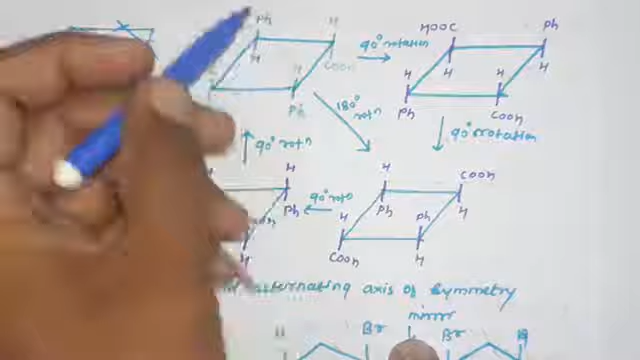 Ph H HOOC Ph
90° rotation
H H COOH H H H
Ph Ph COOH
180° rotn
90° rotn 90° rotation
H H COOH
90° rotn
Ph H Ph Ph H
H COOH H
alternating axis of symmetry
mirror
H Br Br B